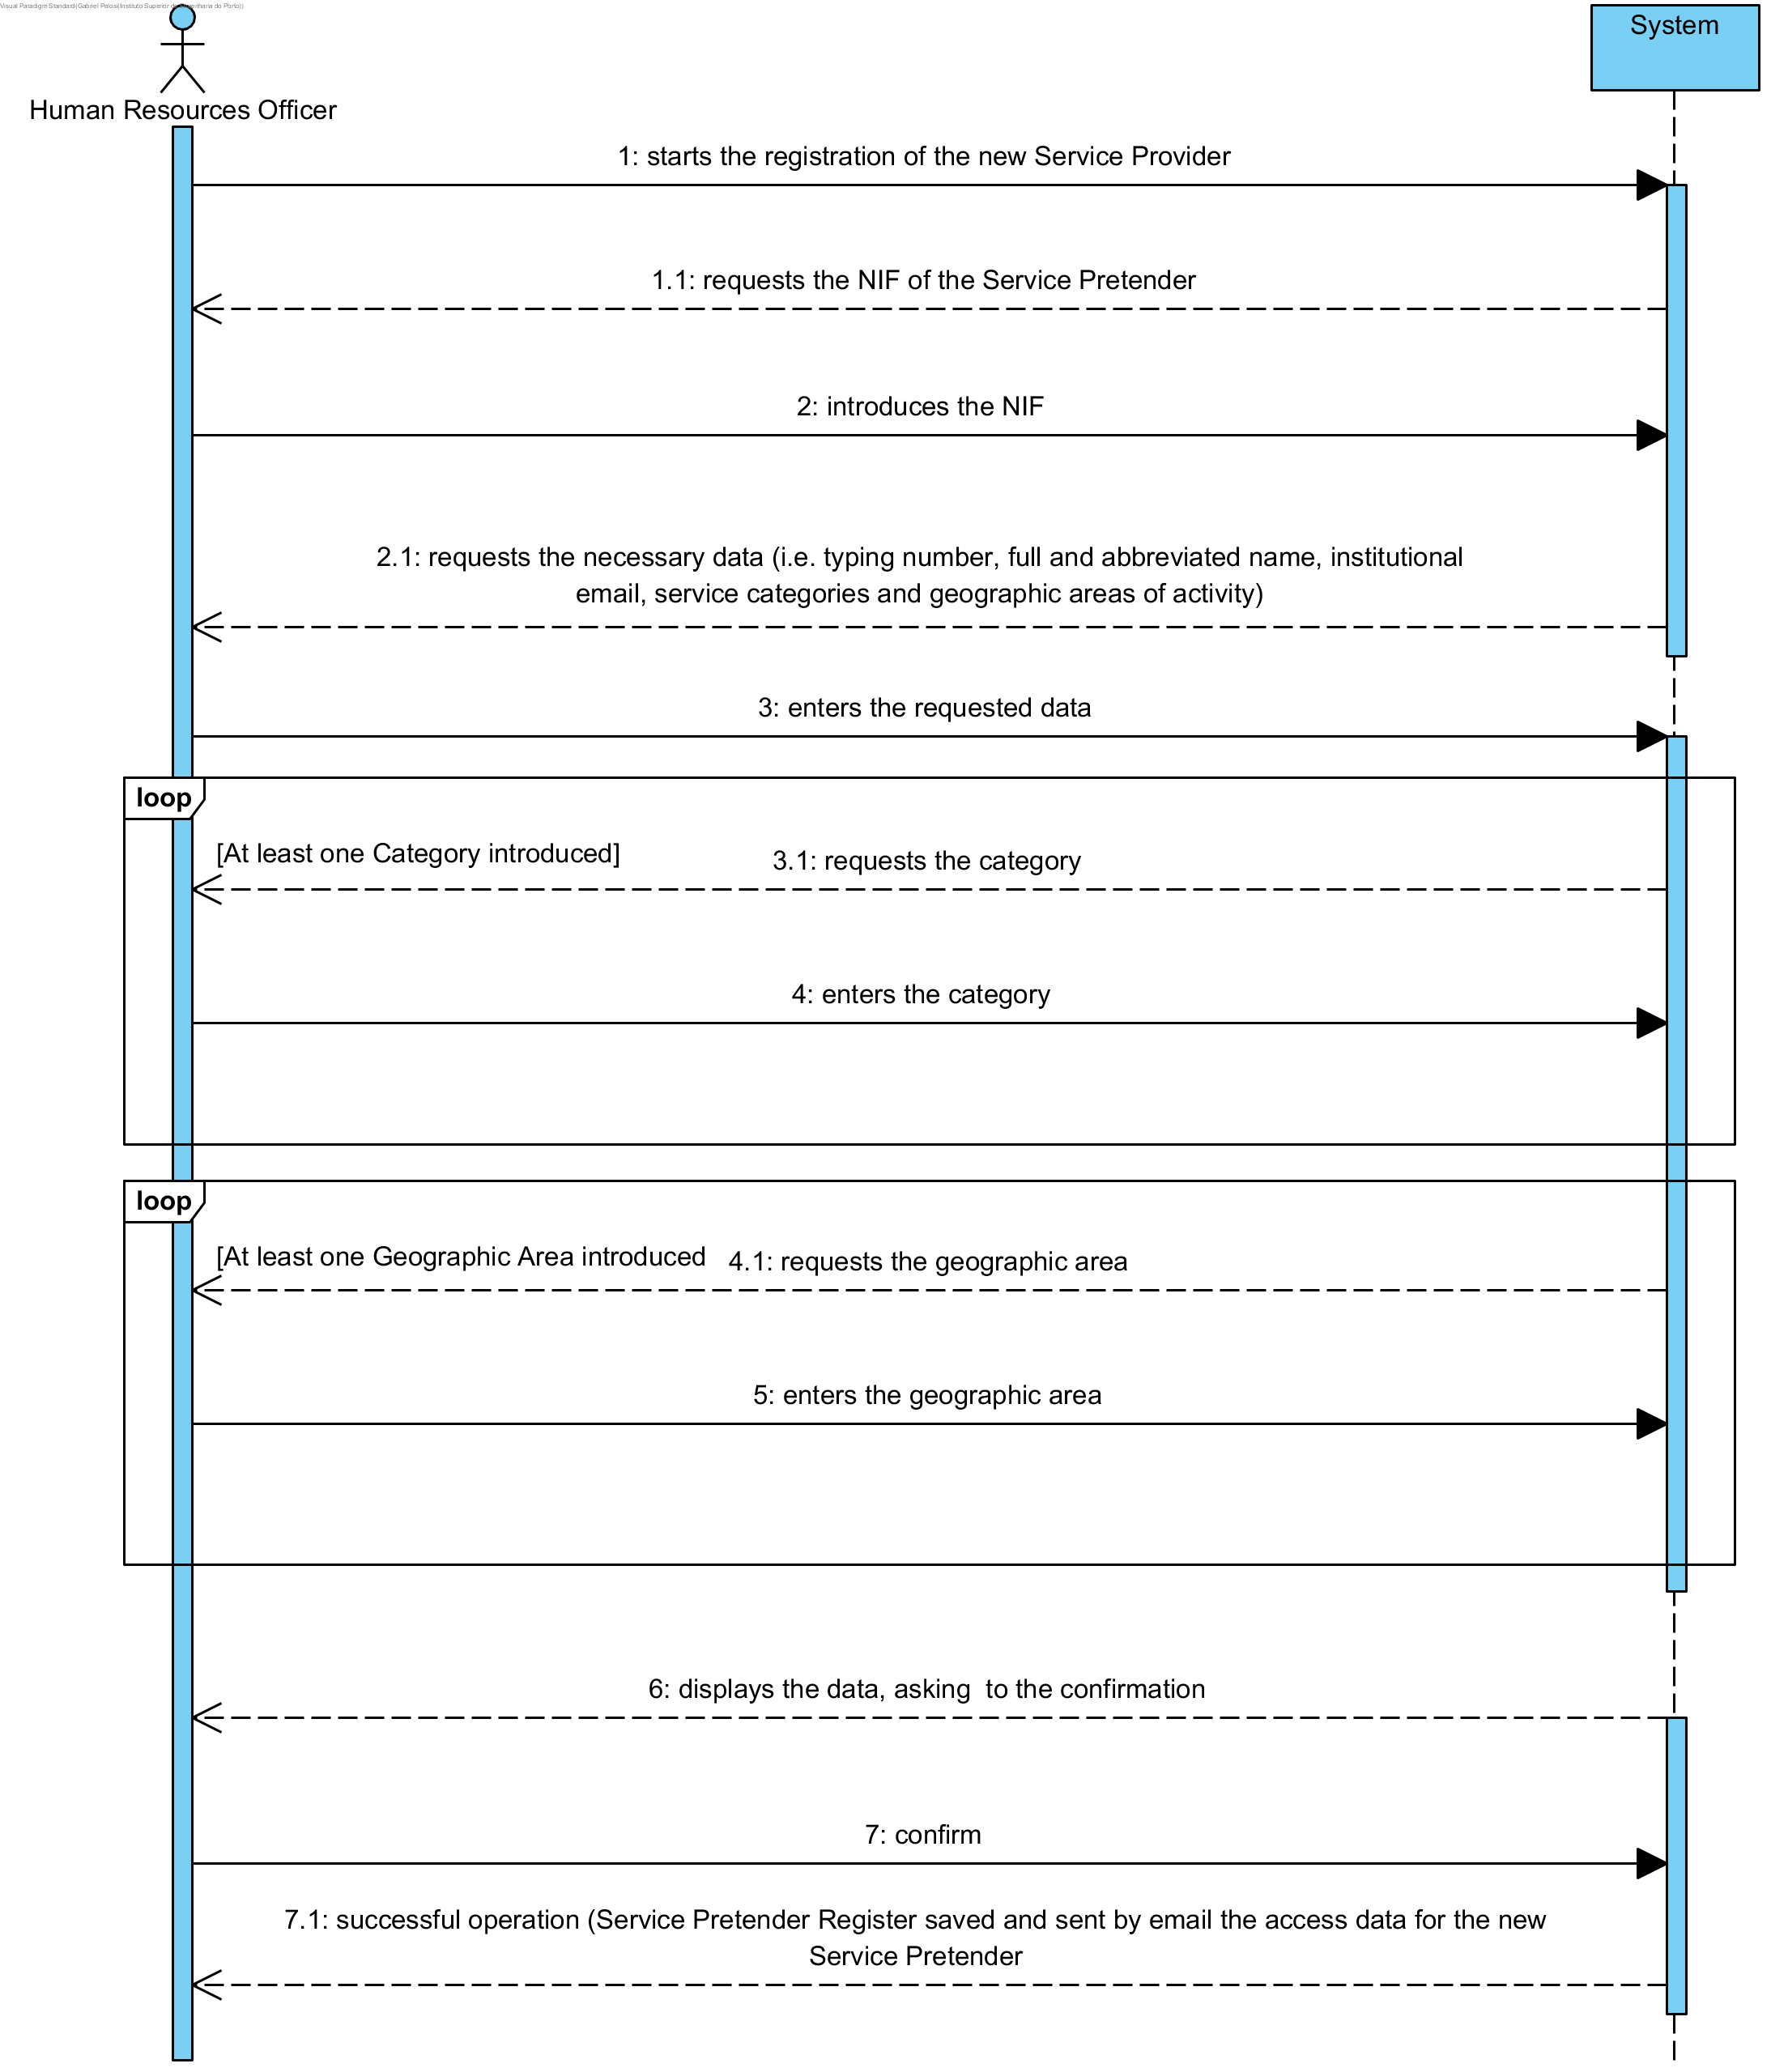 Visual Paradigm Standard(Gabriel Pelosi(Instituto Superior de Engenharia do Porto))
System
Human Resources Officer
1: starts the registration of the new Service Provider
1.1: requests the NIF of the Service Pretender
2: introduces the NIF
2.1: requests the necessary data (i.e. typing number, full and abbreviated name, institutional
email, service categories and geographic areas of activity)
3: enters the requested data
loop
[At least one Category introduced]
3.1: requests the category
4: enters the category
loop
[At least one Geographic Area introduced
4.1: requests the geographic area
5: enters the geographic area
6: displays the data, asking  to the confirmation
7: confirm
7.1: successful operation (Service Pretender Register saved and sent by email the access data for the new
Service Pretender